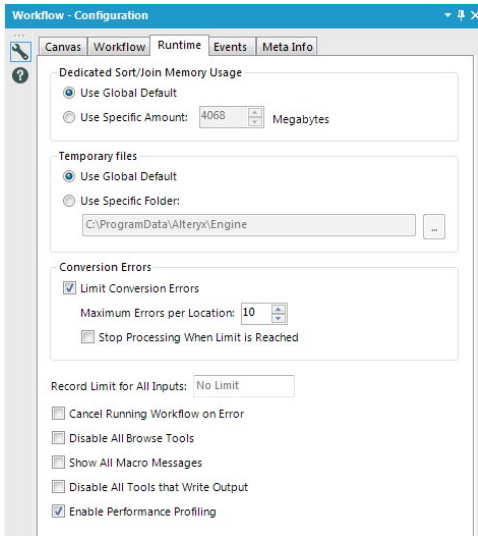 Workflow - Configuration
Canvas Workflow Runtime Events Meta Info
Dedicated Sort/Join Memory Usage
Use Global Default
Use Specific Amount: 4068 Megabytes
Temporary files
Use Global Default
Use Specific Folder:
C:\ProgramData\Alteryx\Engine
...
Conversion Errors
Limit Conversion Errors
Maximum Errors per Location: 10
Stop Processing When Limit is Reached
Record Limit for All Inputs: No Limit
Cancel Running Workflow on Error
Disable All Browse Tools
Show All Macro Messages
Disable All Tools that Write Output
Enable Performance Profiling